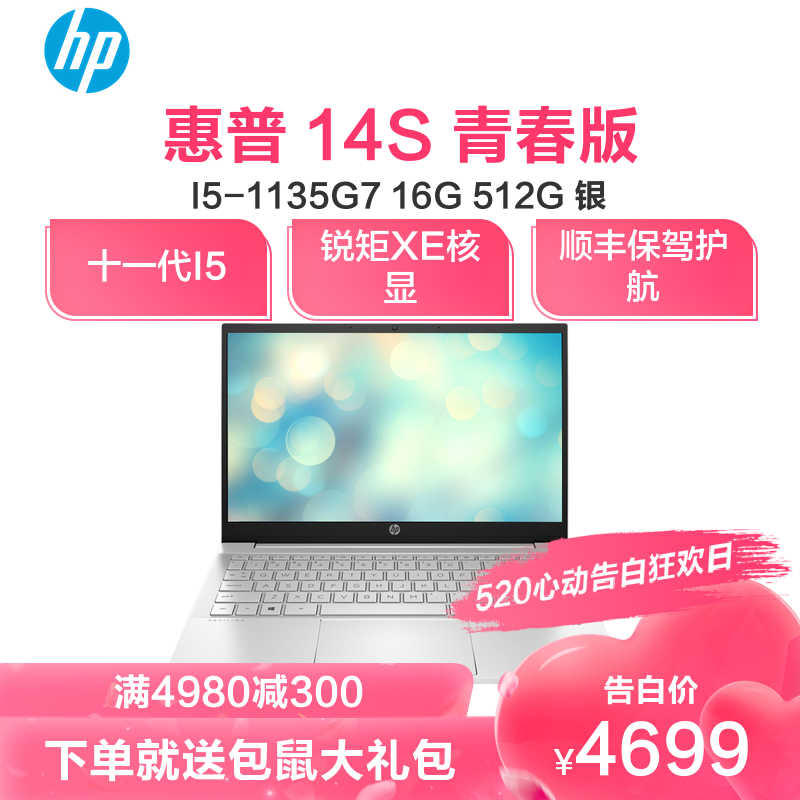 hp
惠普 14S 青春版
I5-1135G7 16G 512G 银
十一代I5
锐矩XE核
显
顺丰保驾护
航
hp
PAVILION
520心动告白狂欢日
满4980减300
告白价
下单就送包鼠大礼包
¥4699